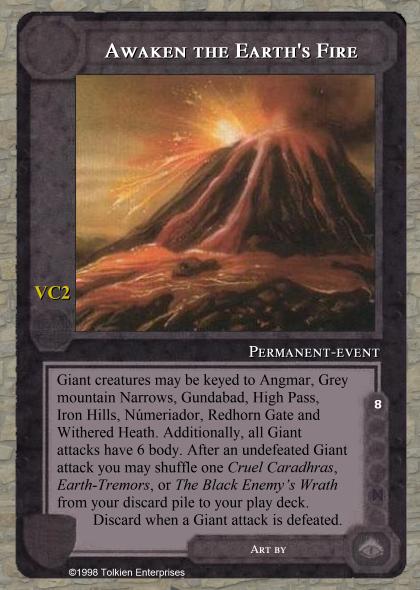 AWAKEN THE EARTH'S FIRE
VC2
PERMANENT-EVENT
Giant creatures may be keyed to Angmar, Grey
mountain Narrows, Gundabad, High Pass,
Iron Hills, Númeriador, Redhorn Gate and
Withered Heath. Additionally, all Giant
attacks have 6 body. After an undefeated Giant
attack you may shuffle one Cruel Caradhras,
Earth-Tremors, or The Black Enemy's Wrath
from your discard pile to your play deck.
Discard when a Giant attack is defeated.
8
ART BY
©1998 Tolkien Enterprises